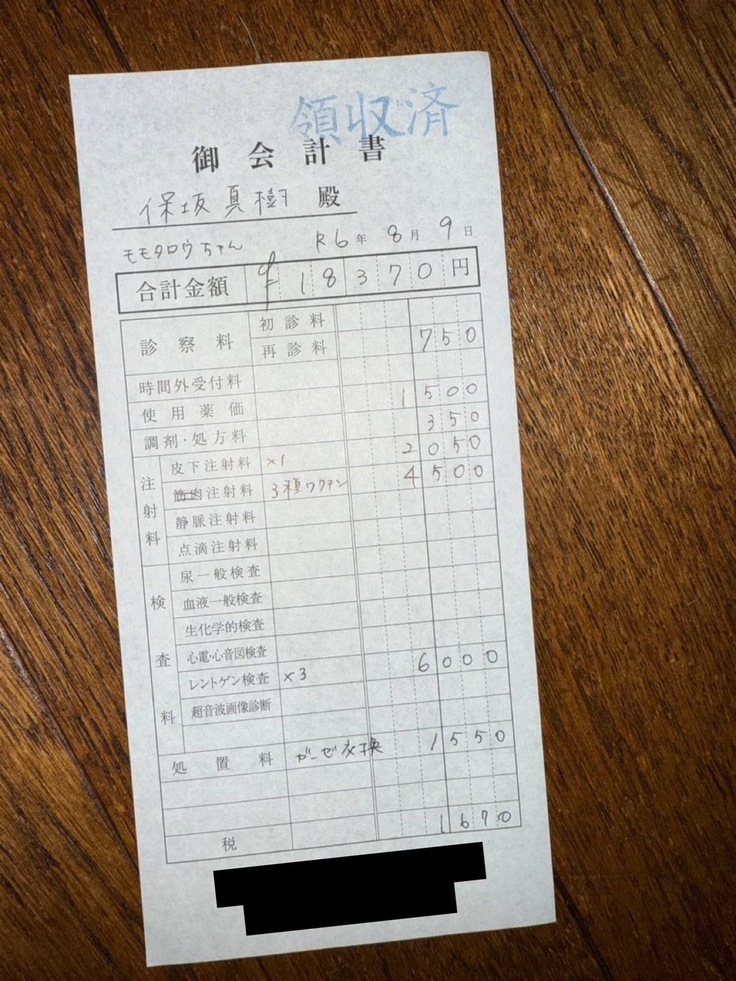 領収済
御会計書
保坂真樹 殿
モモタロウちゃん R6年8月9日
合計金額 ¥18370円
診察料 初診料
再診料 750
時間外受付料
使用薬価 1500
調剤・処方料 350
注射料 皮下注射料 ×1 2050
筋肉注射料 3種ワクチン 4500
静脈注射料
点滴注射料
検査料 尿一般検査
血液一般検査
生化学的検査
心電・心音図検査
レントゲン検査 ×3 6000
超音波画像診断
処置料 ガーゼ交換 1550
税 1670